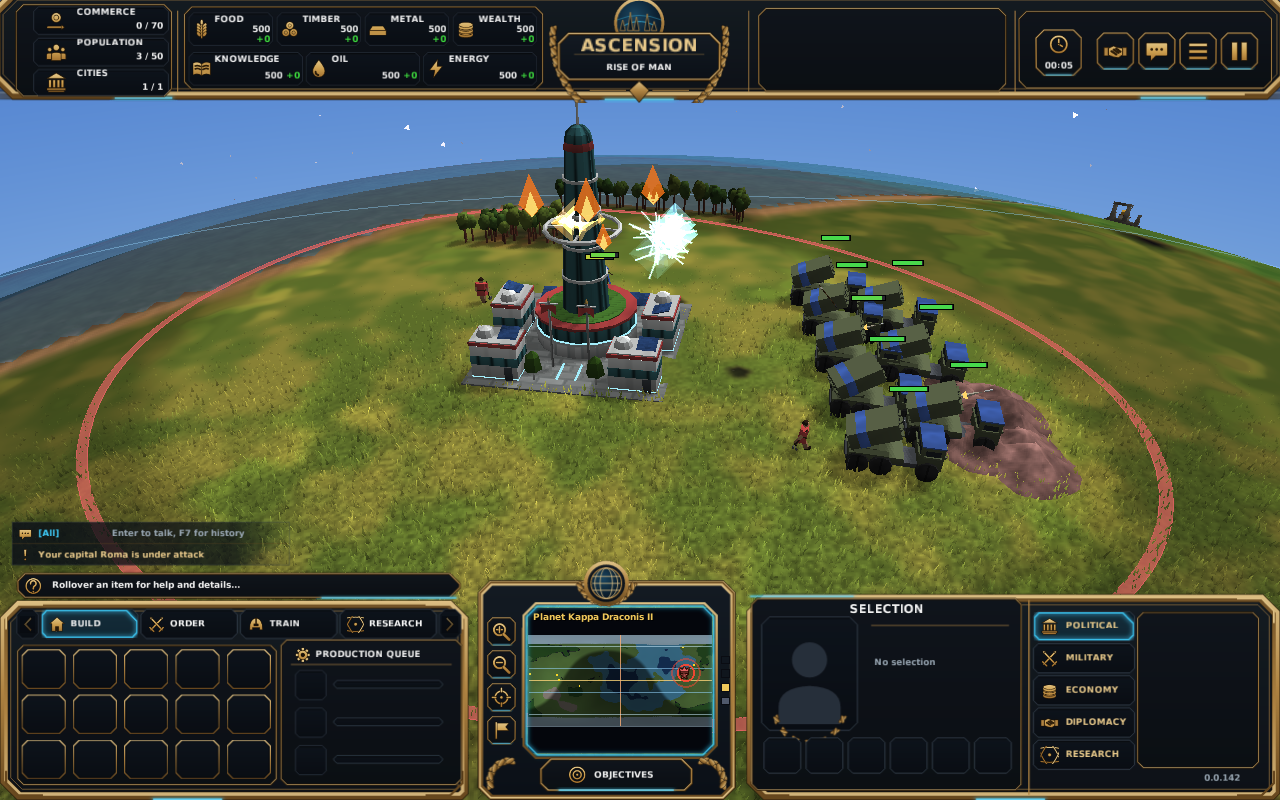 COMMERCE
0 / 70
POPULATION
3 / 50
CITIES
1 / 1
FOOD
500
+0
TIMBER
500
+0
METAL
500
+0
WEALTH
500
+0
KNOWLEDGE
500 +0
OIL
500 +0
ENERGY
500 +0
ASCENSION
RISE OF MAN
00:05
[All] Enter to talk, F7 for history
! Your capital Roma is under attack
? Rollover an item for help and details...
BUILD
ORDER
TRAIN
RESEARCH
PRODUCTION QUEUE
Planet Kappa Draconis II
OBJECTIVES
SELECTION
No selection
POLITICAL
MILITARY
ECONOMY
DIPLOMACY
RESEARCH
0.0.142